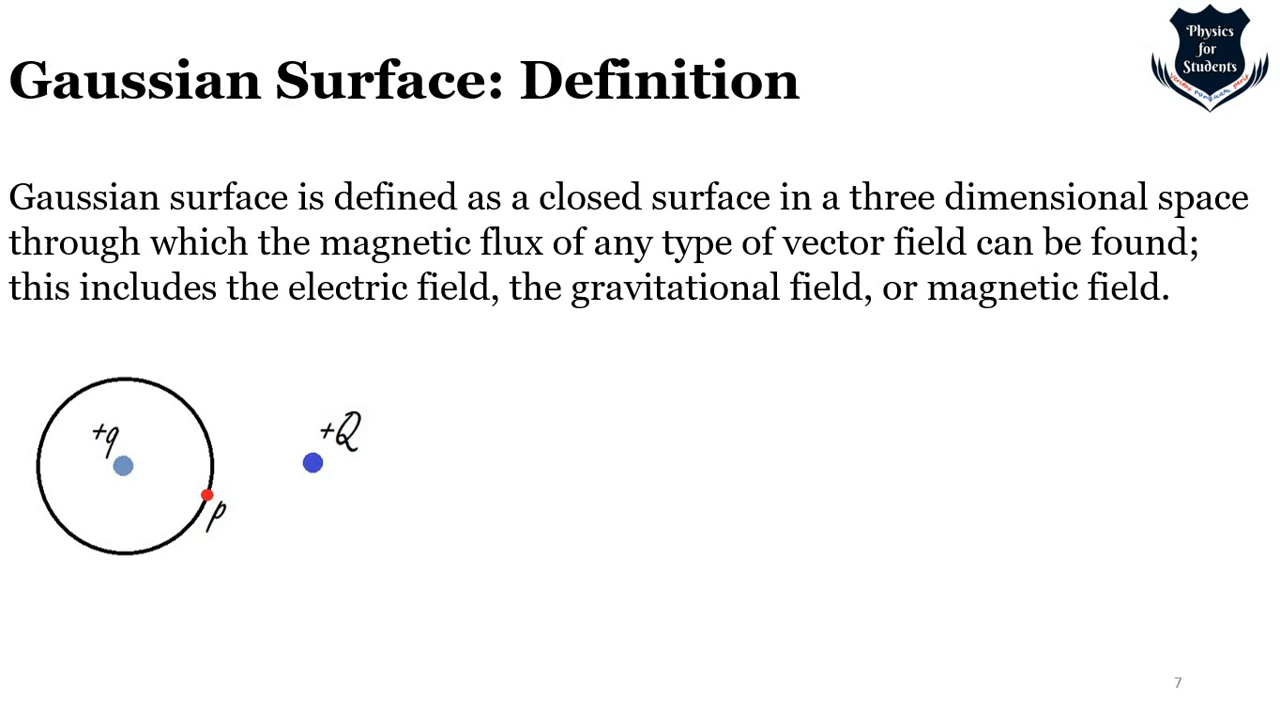 Physics
for
Students
Gaussian Surface: Definition
Gaussian surface is defined as a closed surface in a three dimensional space
through which the magnetic flux of any type of vector field can be found;
this includes the electric field, the gravitational field, or magnetic field.
+q
+Q
p
7